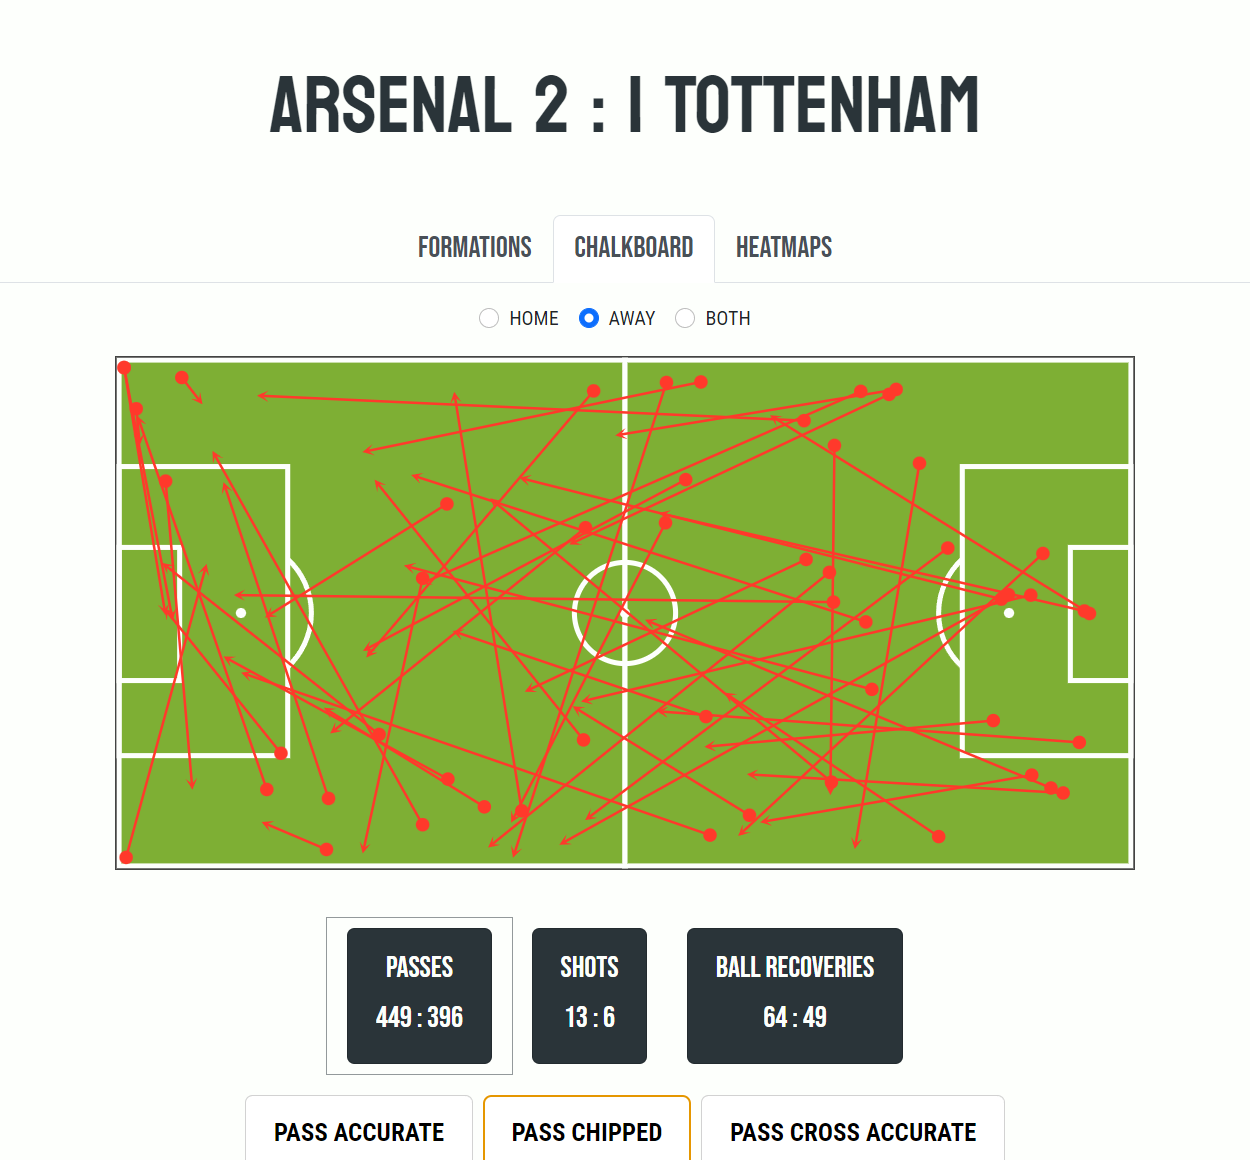 ARSENAL 2 : 1 TOTTENHAM
FORMATIONS CHALKBOARD HEATMAPS
HOME AWAY BOTH
PASSES SHOTS BALL RECOVERIES
449 : 396 13 : 6 64 : 49
PASS ACCURATE PASS CHIPPED PASS CROSS ACCURATE